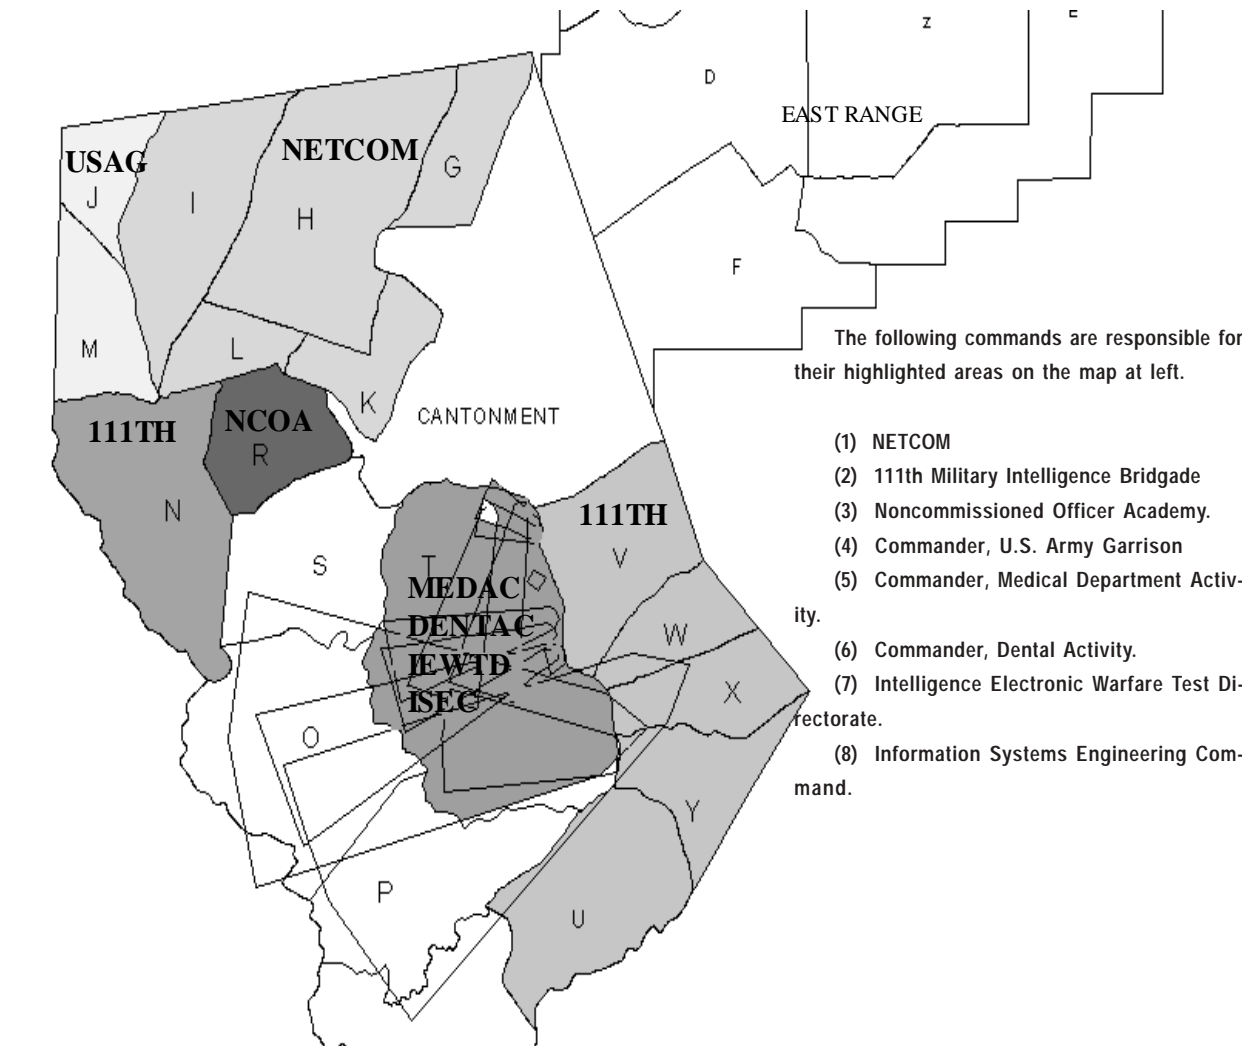 Z
E
D
EAST RANGE
USAG
NETCOM
G
J
I
H
F
M
L
K
CANTONMENT
111TH
NCOA
R
N
111TH
S
T
V
MEDAC
DENTAC
IEWTD
ISEC
W
X
O
Y
P
U
The following commands are responsible for
their highlighted areas on the map at left.
(1) NETCOM
(2) 111th Military Intelligence Bridgade
(3) Noncommissioned Officer Academy.
(4) Commander, U.S. Army Garrison
(5) Commander, Medical Department Activ-
ity.
(6) Commander, Dental Activity.
(7) Intelligence Electronic Warfare Test Di-
rectorate.
(8) Information Systems Engineering Com-
mand.